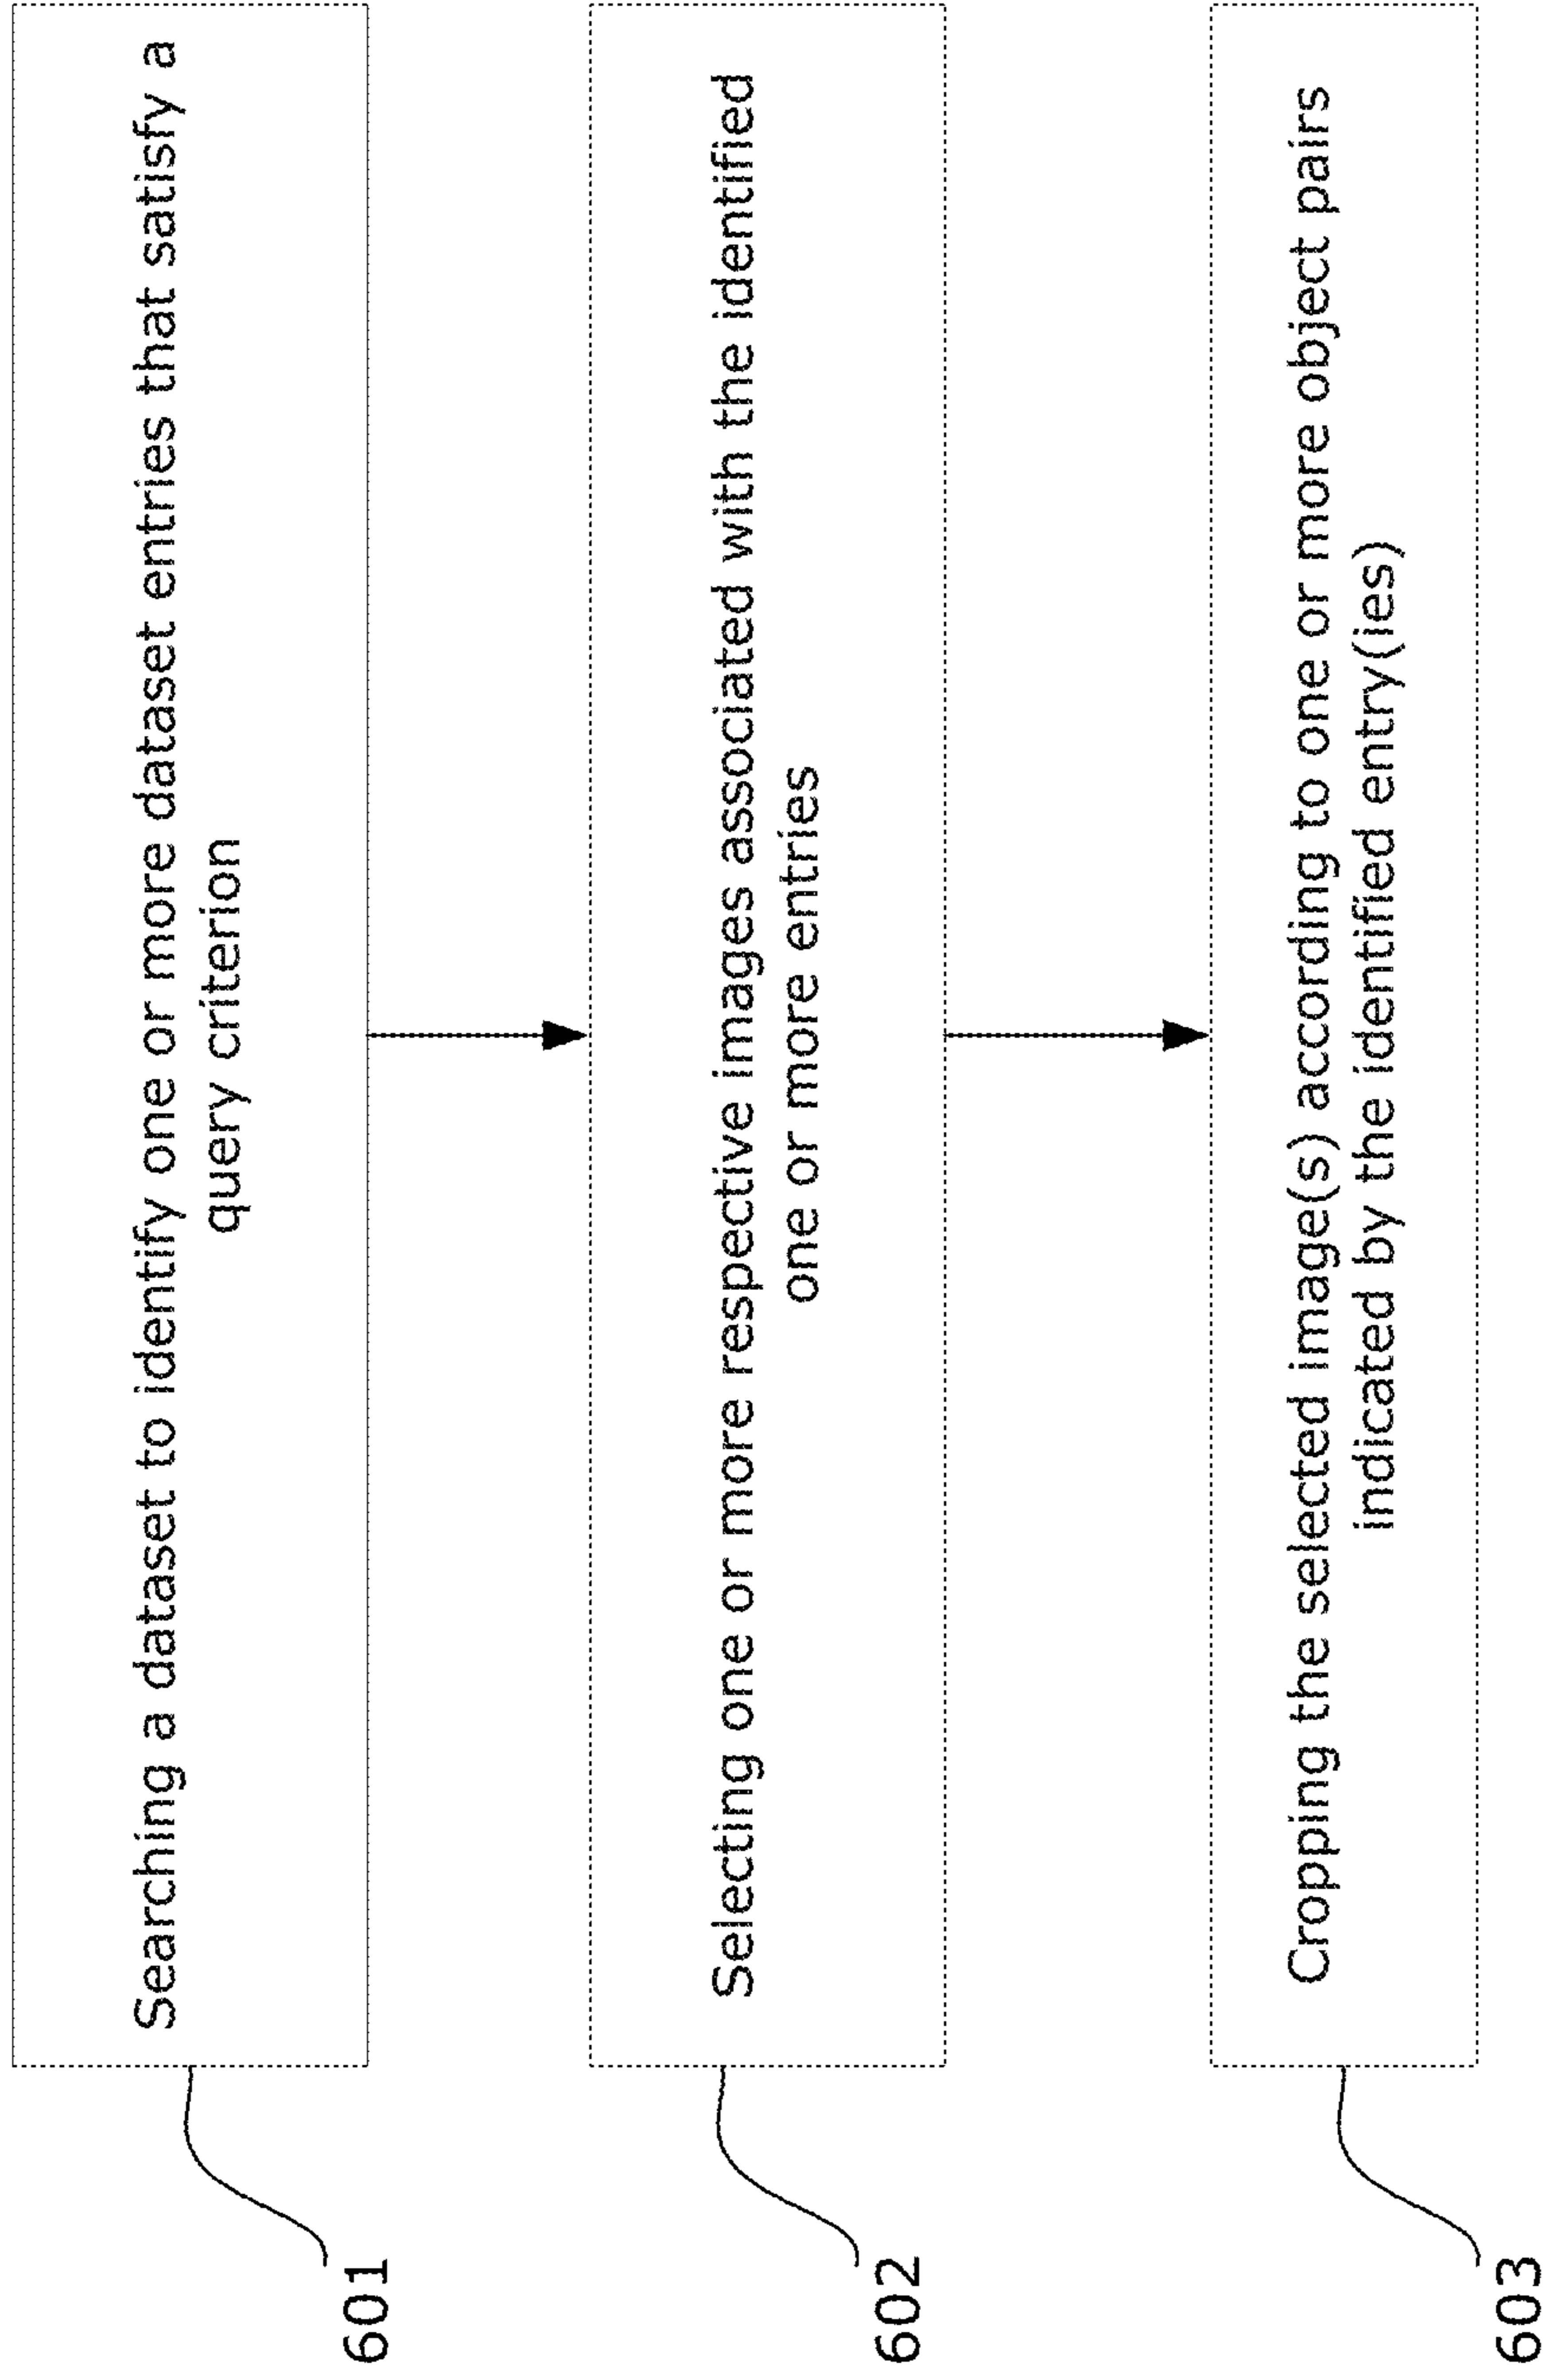 Searching a dataset to identify one or more dataset entries that satisfy a
query criterion
601
Selecting one or more respective images associated with the identified
one or more entries
602
Cropping the selected image(s) according to one or more object pairs
indicated by the identified entry(ies)
603